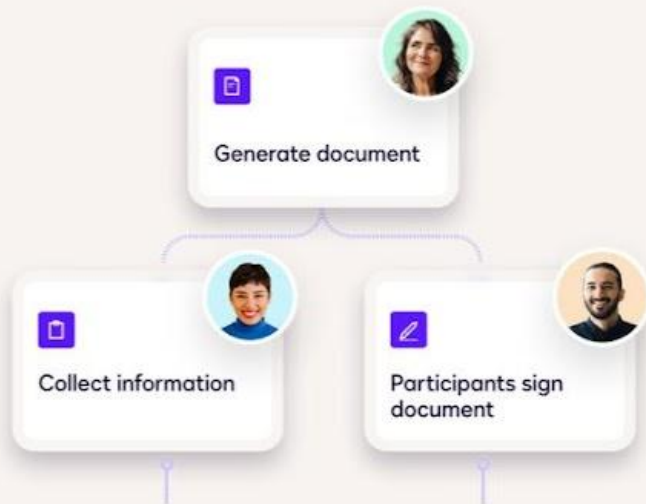 Generate document
Collect information
Participants sign
document